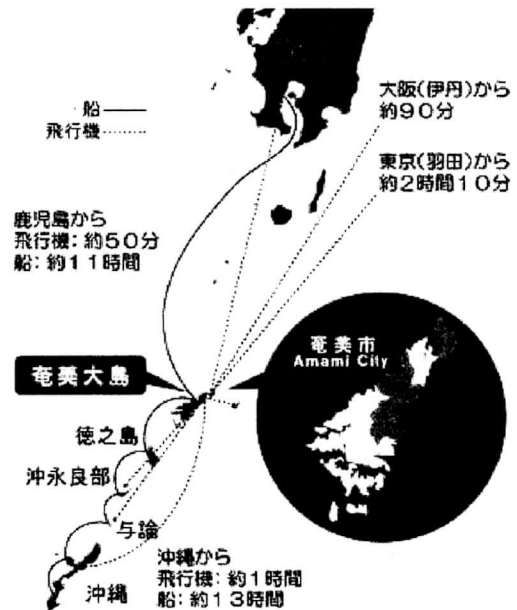 大阪(伊丹)から
約90分
船
飛行機
東京(羽田)から
約2時間10分
鹿児島から
飛行機:約50分
船:約11時間
奄美市
Amami City
奄美大島
徳之島
沖永良部
与論
沖縄
沖縄から
飛行機:約1時間
船:約13時間